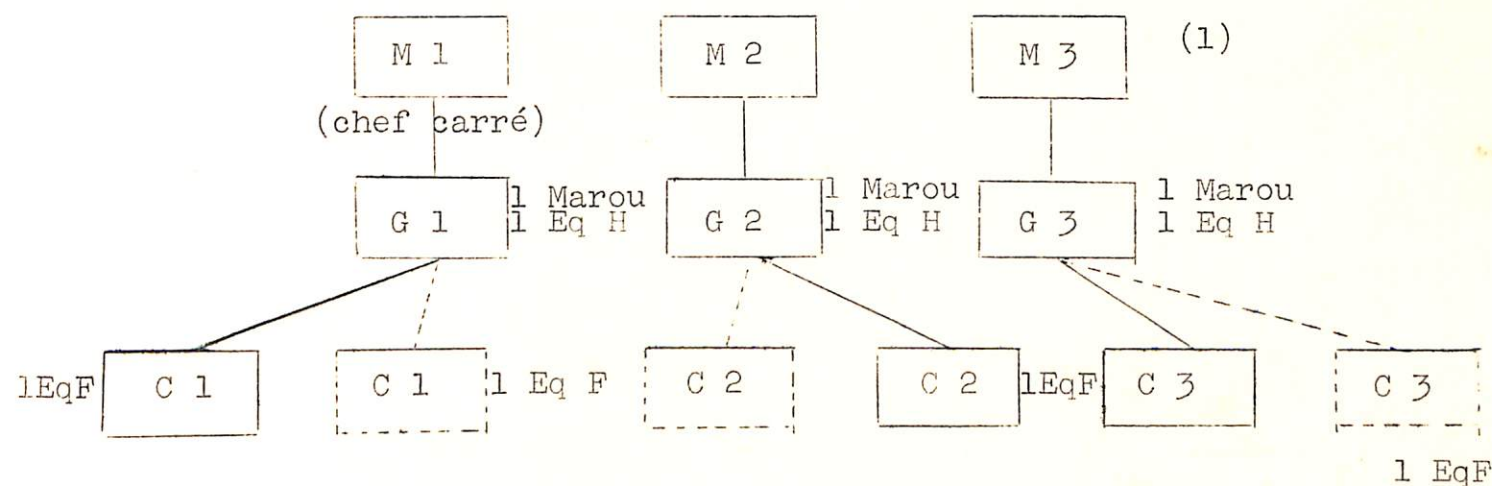 M 1 M 2 M 3 (1)
(chef carré)
1 Marou 1 Marou 1 Marou
G 1 1 Eq H G 2 1 Eq H G 3 1 Eq H
1EqF C 1 C 1 1 Eq F C 2 C 2 1EqF C 3 C 3
1 EqF